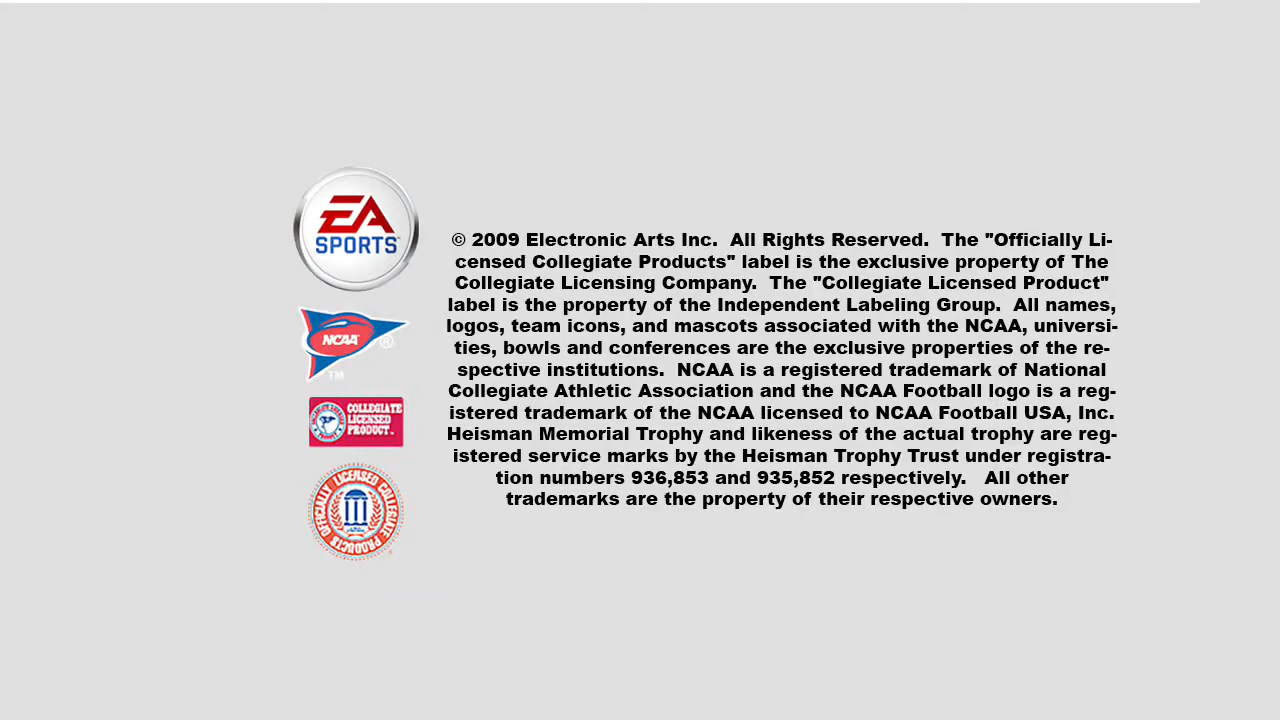 EA
SPORTS™
© 2009 Electronic Arts Inc.  All Rights Reserved.  The "Officially Li-
censed Collegiate Products" label is the exclusive property of The
Collegiate Licensing Company.  The "Collegiate Licensed Product"
label is the property of the Independent Labeling Group.  All names,
logos, team icons, and mascots associated with the NCAA, universi-
ties, bowls and conferences are the exclusive properties of the re-
spective institutions.  NCAA is a registered trademark of National
Collegiate Athletic Association and the NCAA Football logo is a reg-
istered trademark of the NCAA licensed to NCAA Football USA, Inc.
Heisman Memorial Trophy and likeness of the actual trophy are reg-
istered service marks by the Heisman Trophy Trust under registra-
tion numbers 936,853 and 935,852 respectively.   All other
trademarks are the property of their respective owners.
NCAA ®
TM
COLLEGIATE
LICENSED
PRODUCT.
OFFICIALLY LICENSED COLLEGIATE PRODUCTS